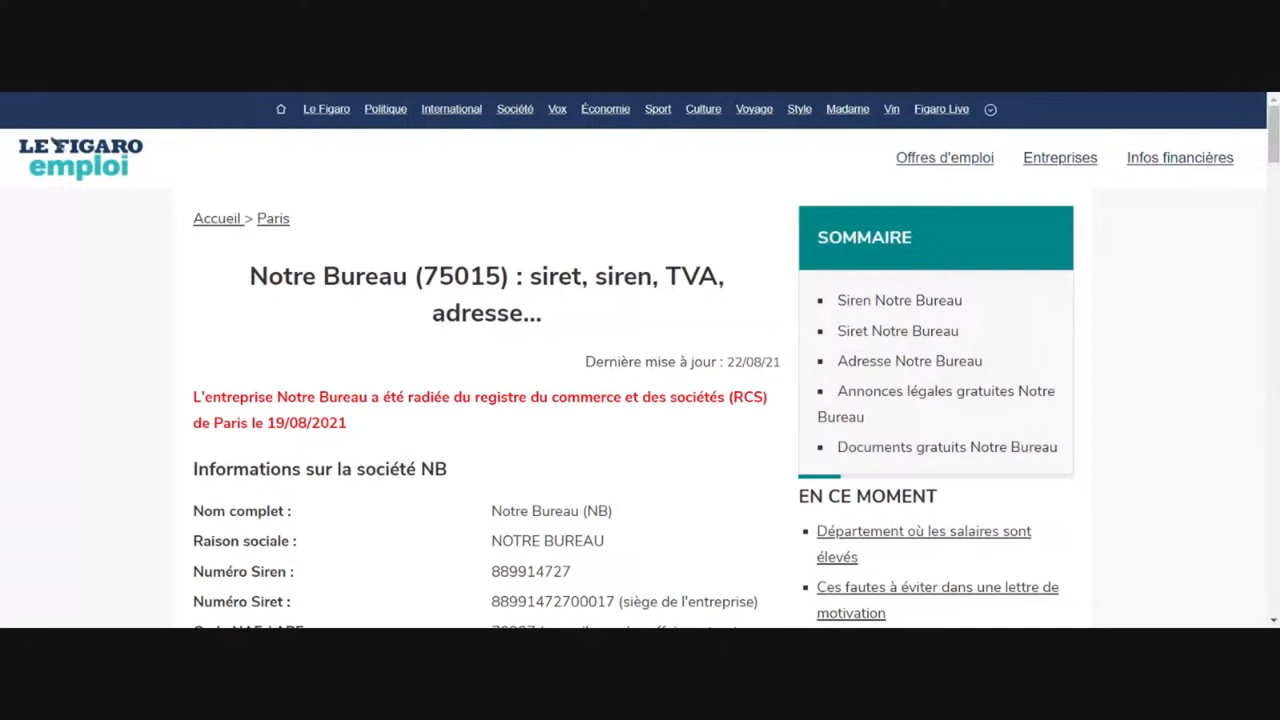 Le Figaro Politique International Société Vox Économie Sport Culture Voyage Style Madame Vin Figaro Live
LE FIGARO
emploi
Offres d'emploi Entreprises Infos financières
Accueil > Paris
Notre Bureau (75015) : siret, siren, TVA,
adresse...
Dernière mise à jour : 22/08/21
L'entreprise Notre Bureau a été radiée du registre du commerce et des sociétés (RCS)
de Paris le 19/08/2021
Informations sur la société NB
Nom complet : Notre Bureau (NB)
Raison sociale : NOTRE BUREAU
Numéro Siren : 889914727
Numéro Siret : 88991472700017 (siège de l'entreprise)
SOMMAIRE
▪ Siren Notre Bureau
▪ Siret Notre Bureau
▪ Adresse Notre Bureau
▪ Annonces légales gratuites Notre
Bureau
▪ Documents gratuits Notre Bureau
EN CE MOMENT
▪ Département où les salaires sont
élevés
▪ Ces fautes à éviter dans une lettre de
motivation